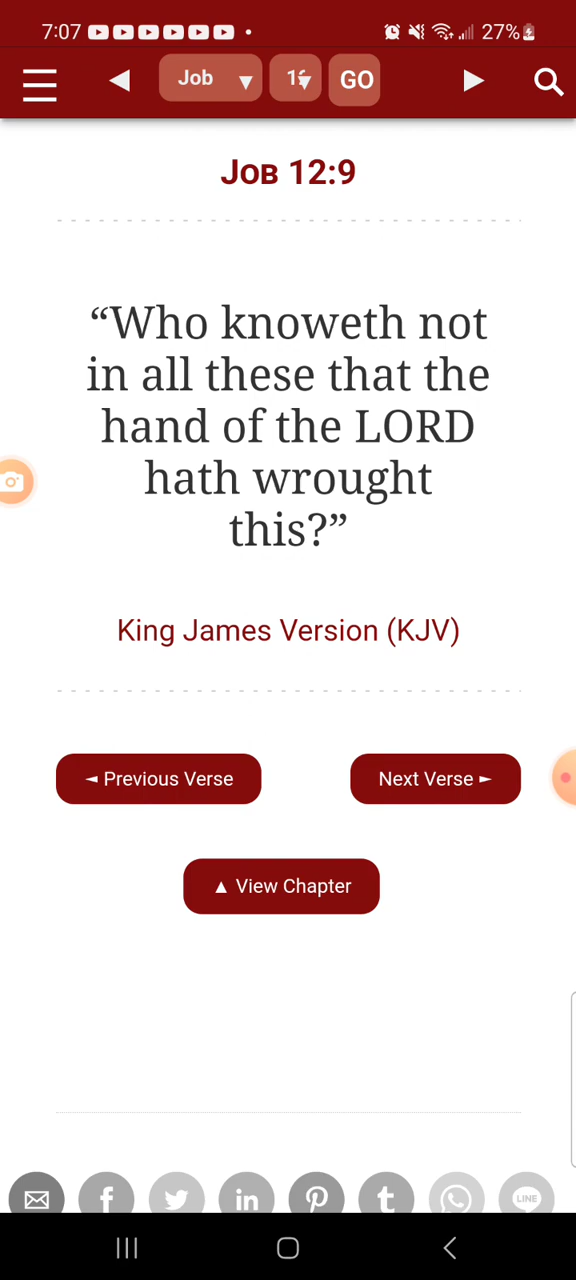 7:07 27%
Job GO
JOB 12:9
“Who knoweth not
in all these that the
hand of the LORD
hath wrought
this?”
King James Version (KJV)
◄ Previous Verse Next Verse ►
▲ View Chapter
LINE